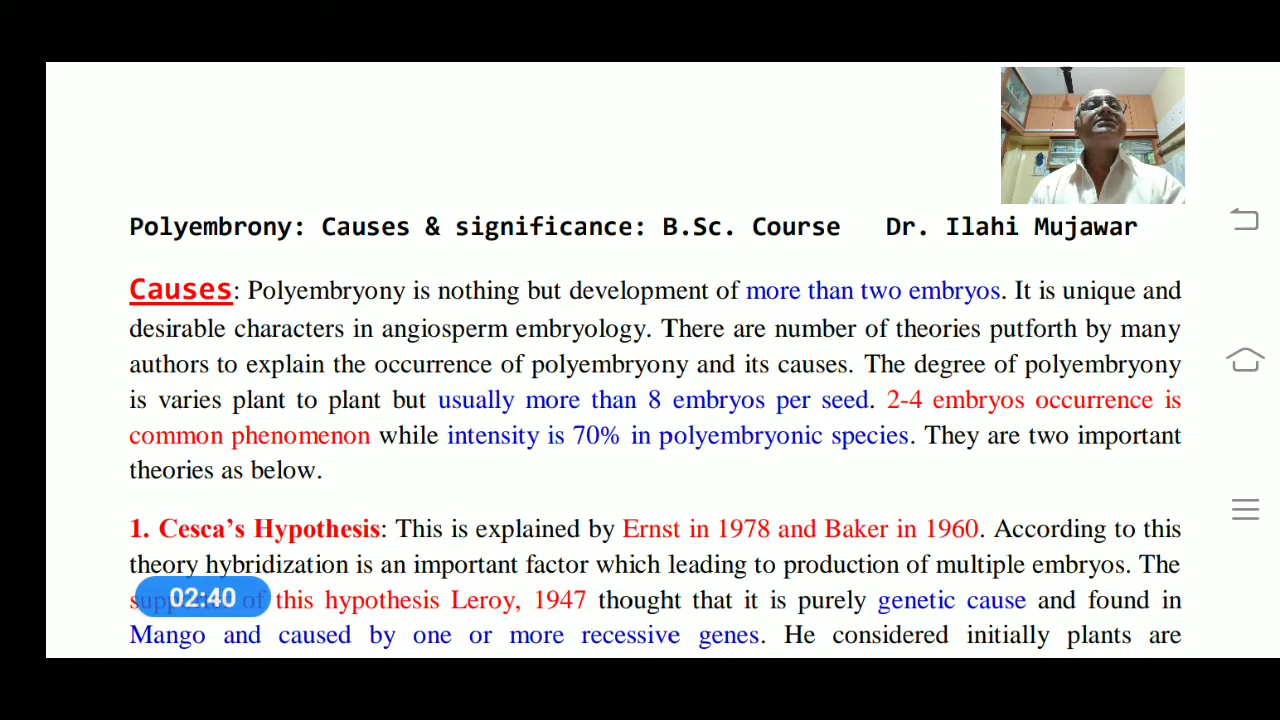 Polyembrony: Causes & significance: B.Sc. Course Dr. Ilahi Mujawar
Causes: Polyembryony is nothing but development of more than two embryos. It is unique and
desirable characters in angiosperm embryology. There are number of theories putforth by many
authors to explain the occurrence of polyembryony and its causes. The degree of polyembryony
is varies plant to plant but usually more than 8 embryos per seed. 2-4 embryos occurrence is
common phenomenon while intensity is 70% in polyembryonic species. They are two important
theories as below.
1. Cesca’s Hypothesis: This is explained by Ernst in 1978 and Baker in 1960. According to this
theory hybridization is an important factor which leading to production of multiple embryos. The
of this hypothesis Leroy, 1947 thought that it is purely genetic cause and found in
02:40
Mango and caused by one or more recessive genes. He considered initially plants are